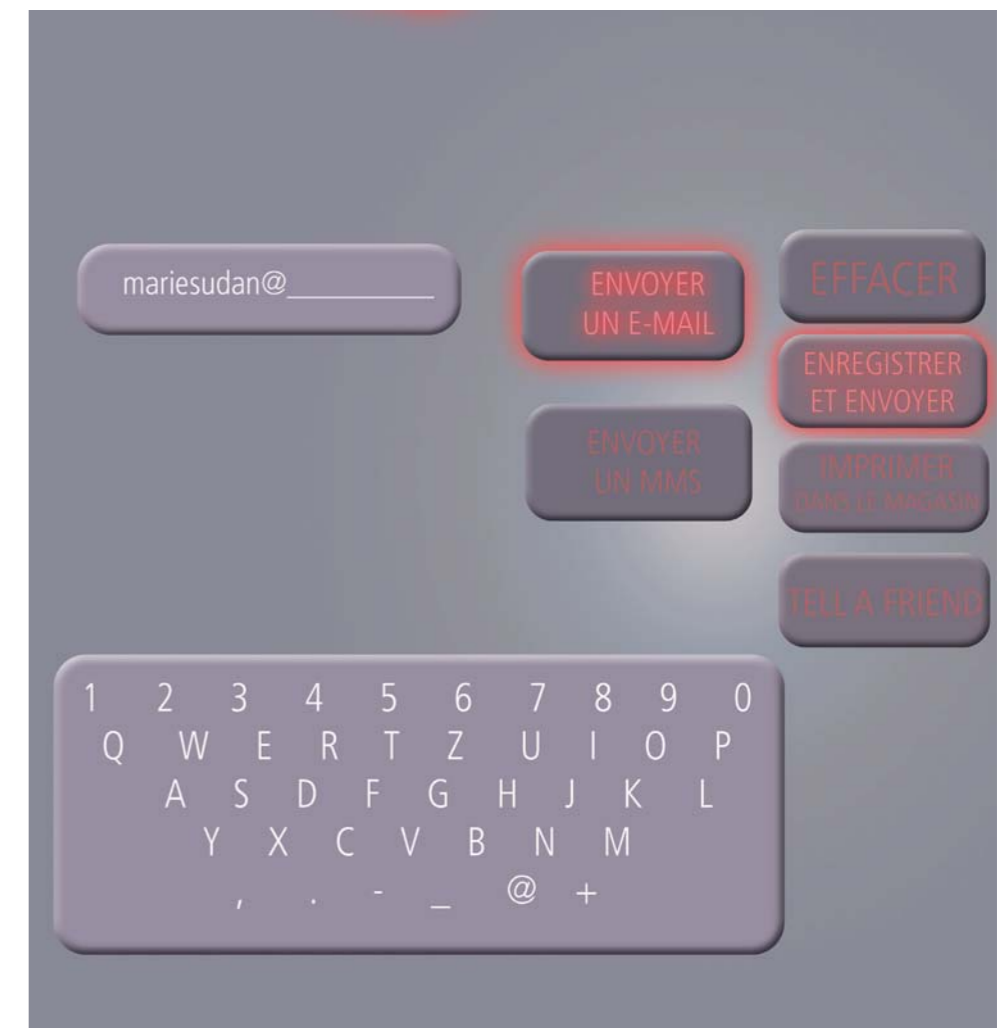 mariesudan@_________
ENVOYER
UN E-MAIL
ENVOYER
UN MMS
EFFACER
ENREGISTRER
ET ENVOYER
IMPRIMER
DANS LE MAGASIN
TELL A FRIEND
1 2 3 4 5 6 7 8 9 0
Q W E R T Z U I O P
A S D F G H J K L
Y X C V B N M
, . - _ @ +